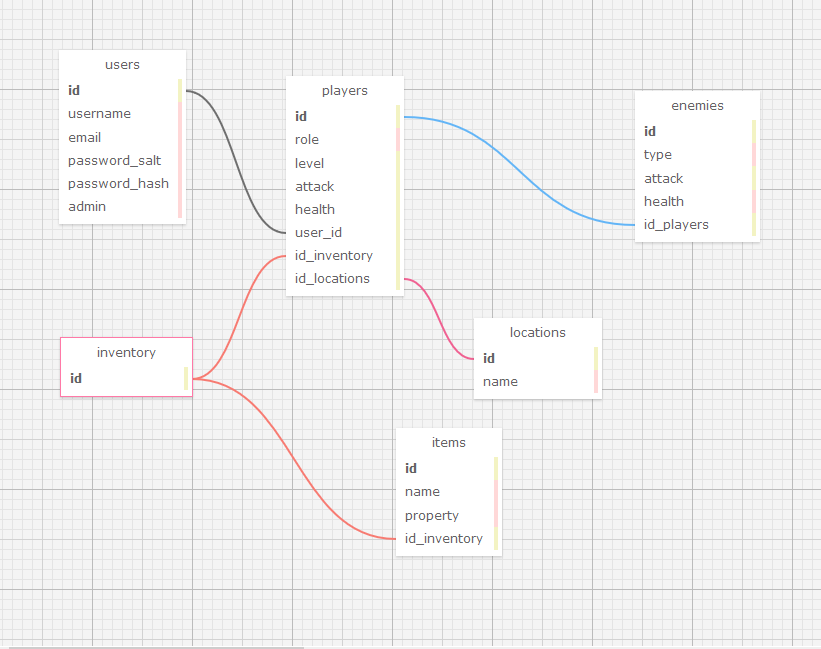 users
id
username
email
password_salt
password_hash
admin
players
id
role
level
attack
health
user_id
id_inventory
id_locations
enemies
id
type
attack
health
id_players
inventory
id
locations
id
name
items
id
name
property
id_inventory